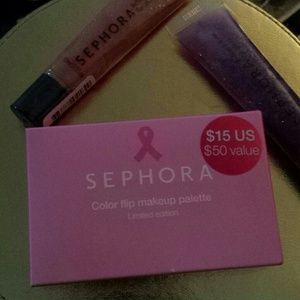 SEPHORA
$15 US
$50 value
SEPHORA
Color flip makeup palette
Limited edition